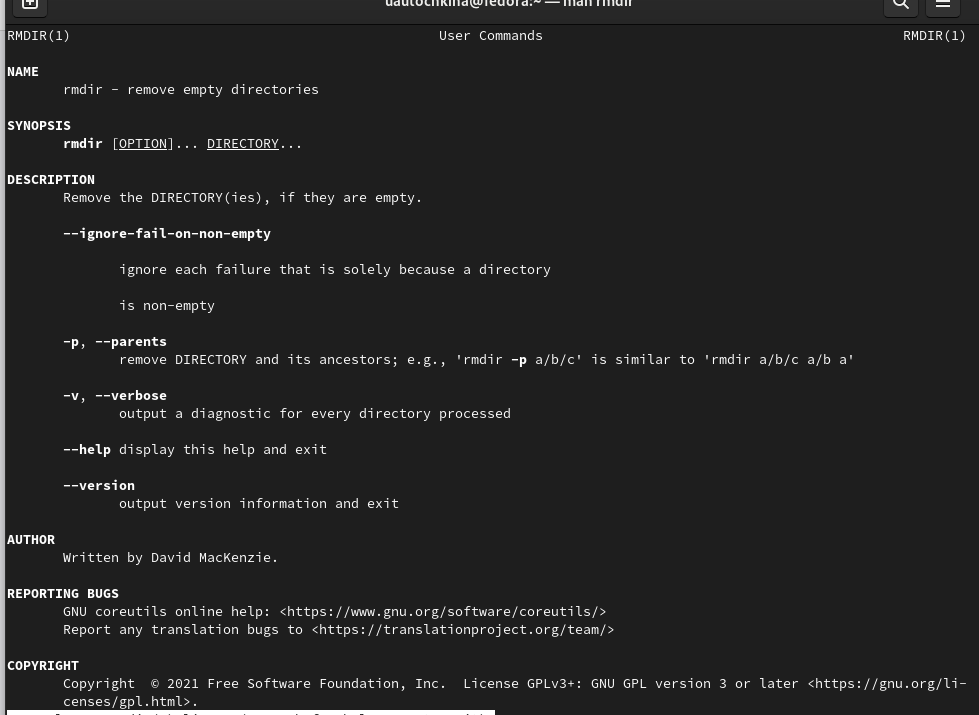 uautochkina@fedora:~ — man rmdir
RMDIR(1) User Commands RMDIR(1)
NAME
rmdir - remove empty directories
SYNOPSIS
rmdir [OPTION]... DIRECTORY...
DESCRIPTION
Remove the DIRECTORY(ies), if they are empty.
--ignore-fail-on-non-empty
ignore each failure that is solely because a directory
is non-empty
-p, --parents
remove DIRECTORY and its ancestors; e.g., 'rmdir -p a/b/c' is similar to 'rmdir a/b/c a/b a'
-v, --verbose
output a diagnostic for every directory processed
--help display this help and exit
--version
output version information and exit
AUTHOR
Written by David MacKenzie.
REPORTING BUGS
GNU coreutils online help: <https://www.gnu.org/software/coreutils/>
Report any translation bugs to <https://translationproject.org/team/>
COPYRIGHT
Copyright © 2021 Free Software Foundation, Inc. License GPLv3+: GNU GPL version 3 or later <https://gnu.org/li-
censes/gpl.html>.